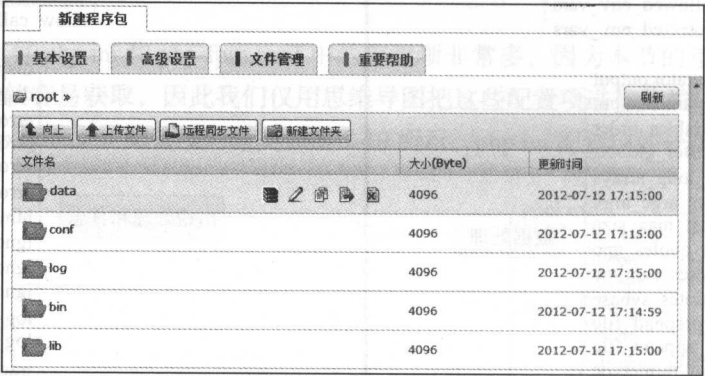 新建程序包
基本设置 高级设置 文件管理 重要帮助
root »
刷新
向上 上传文件 远程同步文件 新建文件夹
文件名 大小(Byte) 更新时间
data 4096 2012-07-12 17:15:00
conf 4096 2012-07-12 17:15:00
log 4096 2012-07-12 17:15:00
bin 4096 2012-07-12 17:14:59
lib 4096 2012-07-12 17:15:00